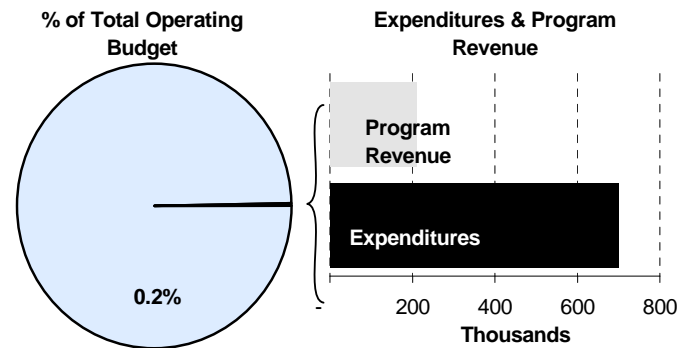 % of Total Operating
Budget
0.2%
Expenditures & Program
Revenue
Program
Revenue
Expenditures
- 200 400 600 800
Thousands